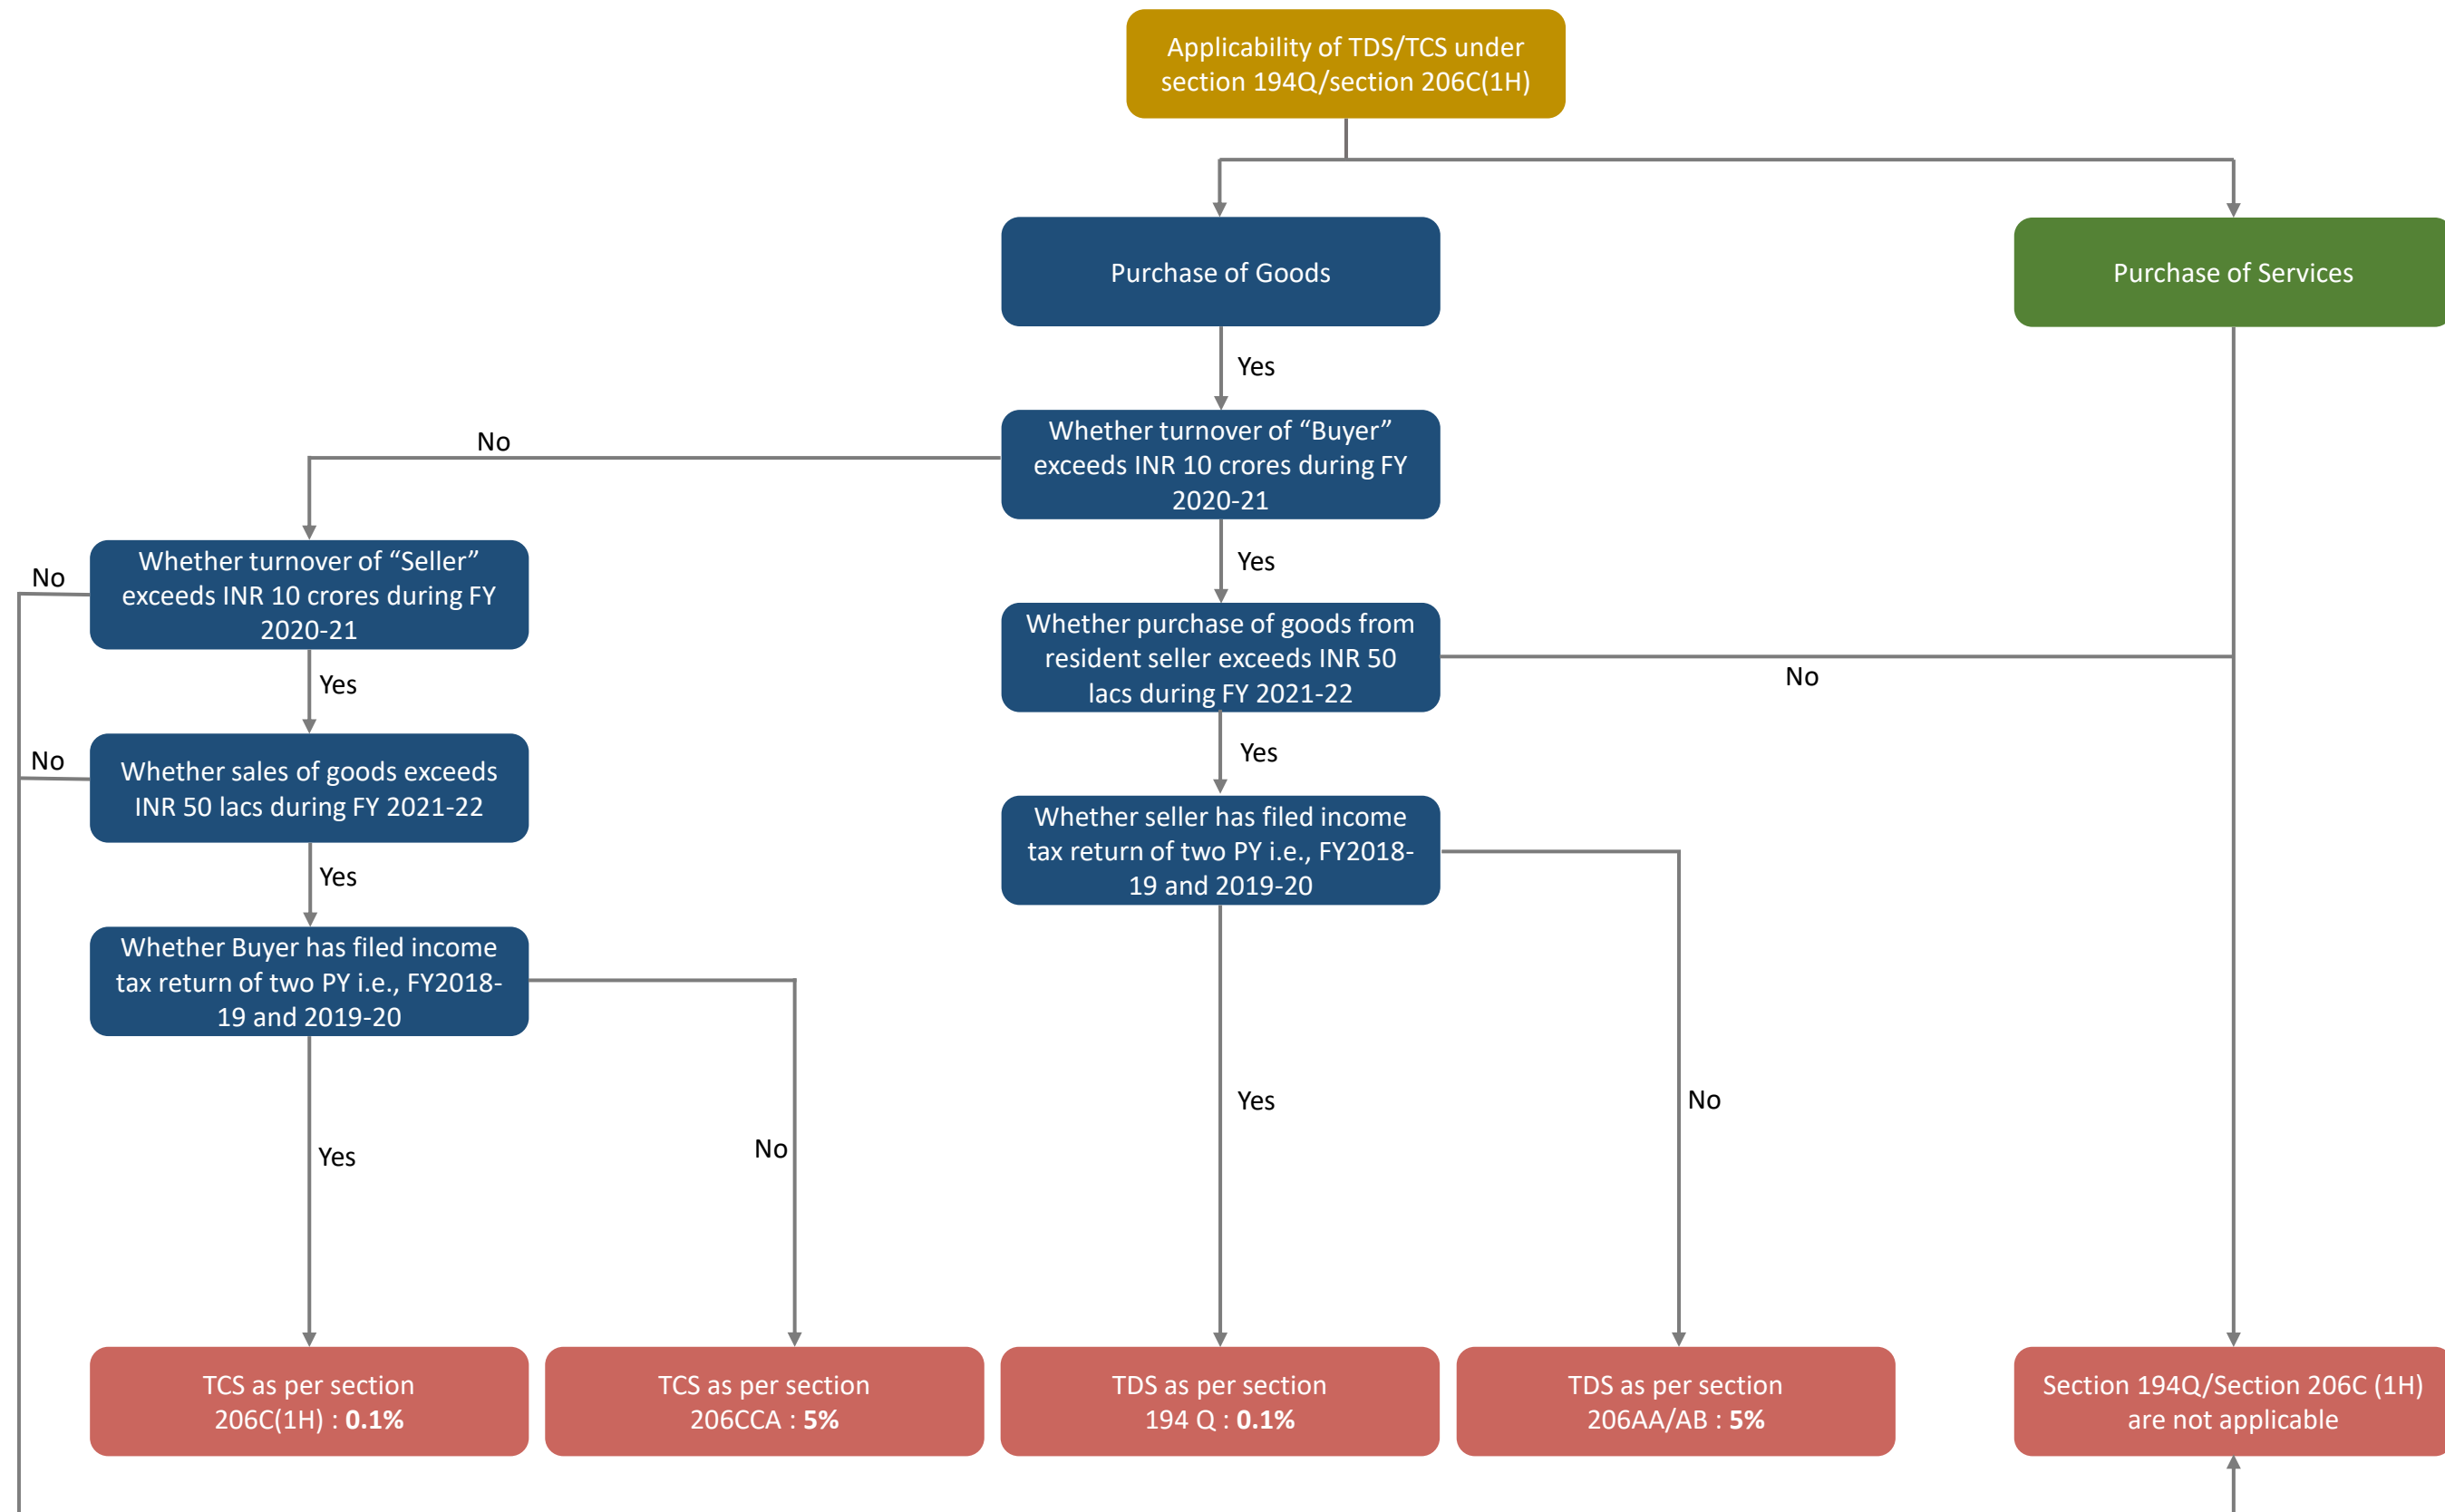 Applicability of TDS/TCS under
section 194Q/section 206C(1H)
Purchase of Goods
Purchase of Services
Yes
Whether turnover of “Buyer”
exceeds INR 10 crores during FY
2020-21
No
Yes
Whether turnover of “Seller”
exceeds INR 10 crores during FY
2020-21
No
Yes
Whether purchase of goods from
resident seller exceeds INR 50
lacs during FY 2021-22
No
Yes
Whether sales of goods exceeds
INR 50 lacs during FY 2021-22
No
Yes
Whether seller has filed income
tax return of two PY i.e., FY2018-
19 and 2019-20
Whether Buyer has filed income
tax return of two PY i.e., FY2018-
19 and 2019-20
Yes
No
Yes
No
TCS as per section
206C(1H) : 0.1%
TCS as per section
206CCA : 5%
TDS as per section
194 Q : 0.1%
TDS as per section
206AA/AB : 5%
Section 194Q/Section 206C (1H)
are not applicable